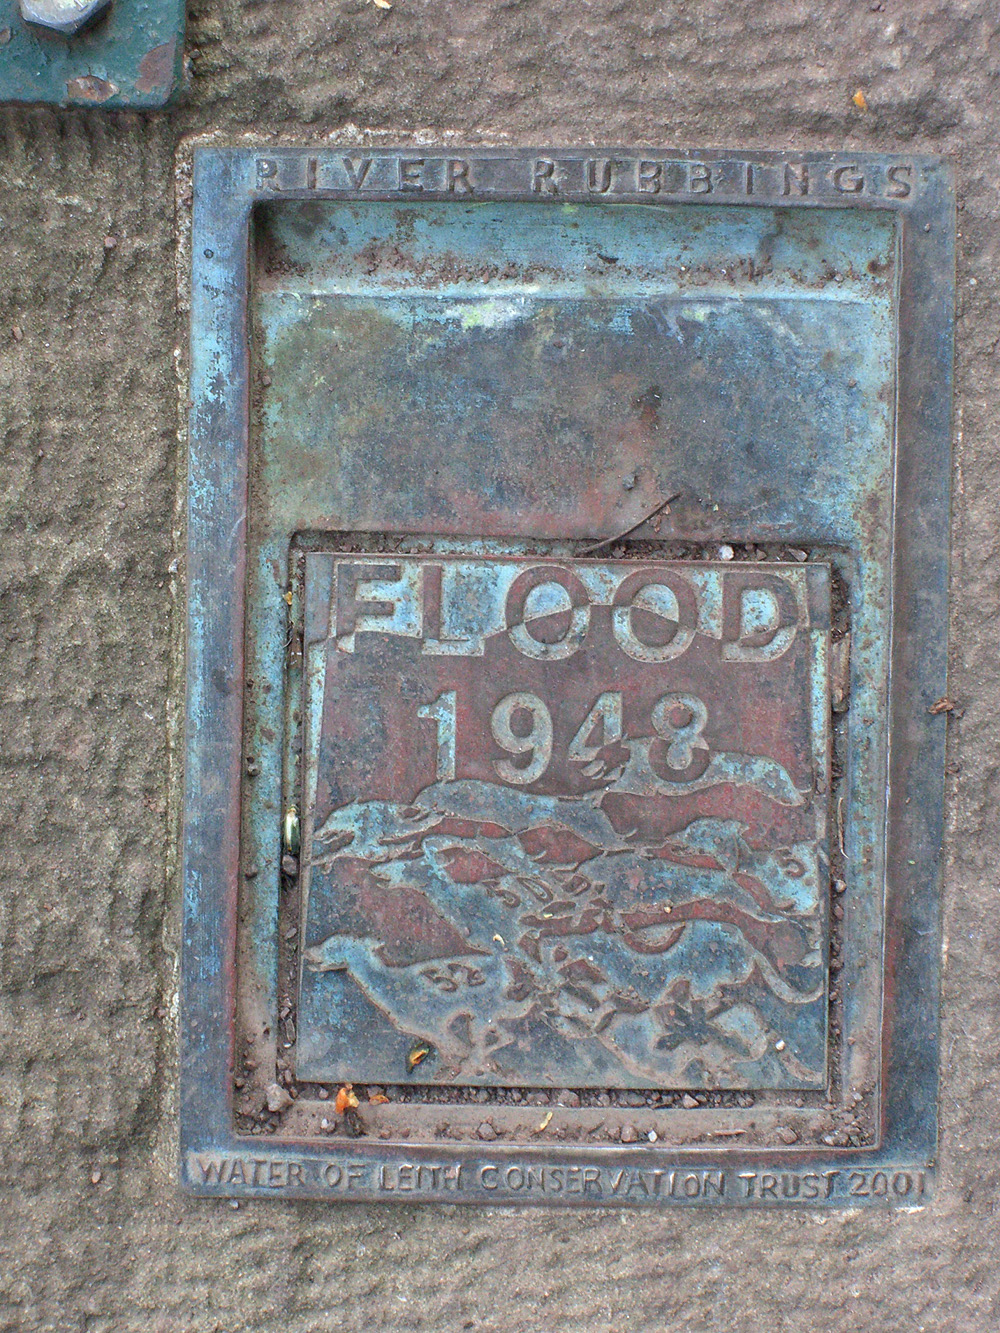 RIVER RUBBINGS
FLOOD
1948
WATER OF LEITH CONSERVATION TRUST 2001